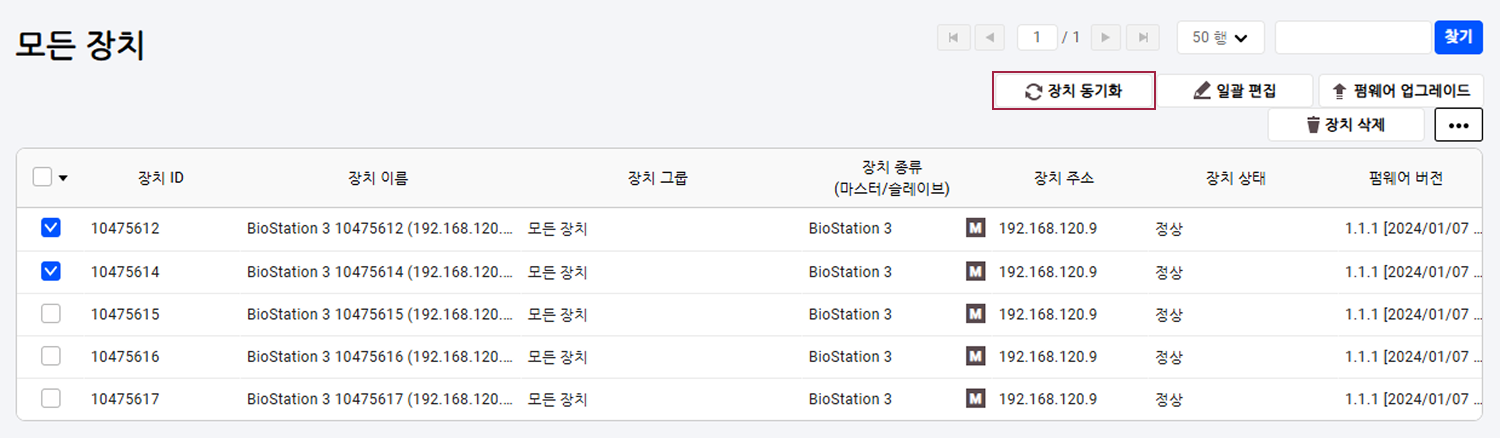 모든 장치
1 / 1 50 행 찾기
장치 동기화 일괄 편집 펌웨어 업그레이드
장치 삭제 •••
장치 ID 장치 이름 장치 그룹 장치 종류 (마스터/슬레이브) 장치 주소 장치 상태 펌웨어 버전
10475612 BioStation 3 10475612 (192.168.120.... 모든 장치 BioStation 3 M 192.168.120.9 정상 1.1.1 [2024/01/07 ...
10475614 BioStation 3 10475614 (192.168.120.... 모든 장치 BioStation 3 M 192.168.120.9 정상 1.1.1 [2024/01/07 ...
10475615 BioStation 3 10475615 (192.168.120.... 모든 장치 BioStation 3 M 192.168.120.9 정상 1.1.1 [2024/01/07 ...
10475616 BioStation 3 10475616 (192.168.120.... 모든 장치 BioStation 3 M 192.168.120.9 정상 1.1.1 [2024/01/07 ...
10475617 BioStation 3 10475617 (192.168.120.... 모든 장치 BioStation 3 M 192.168.120.9 정상 1.1.1 [2024/01/07 ...